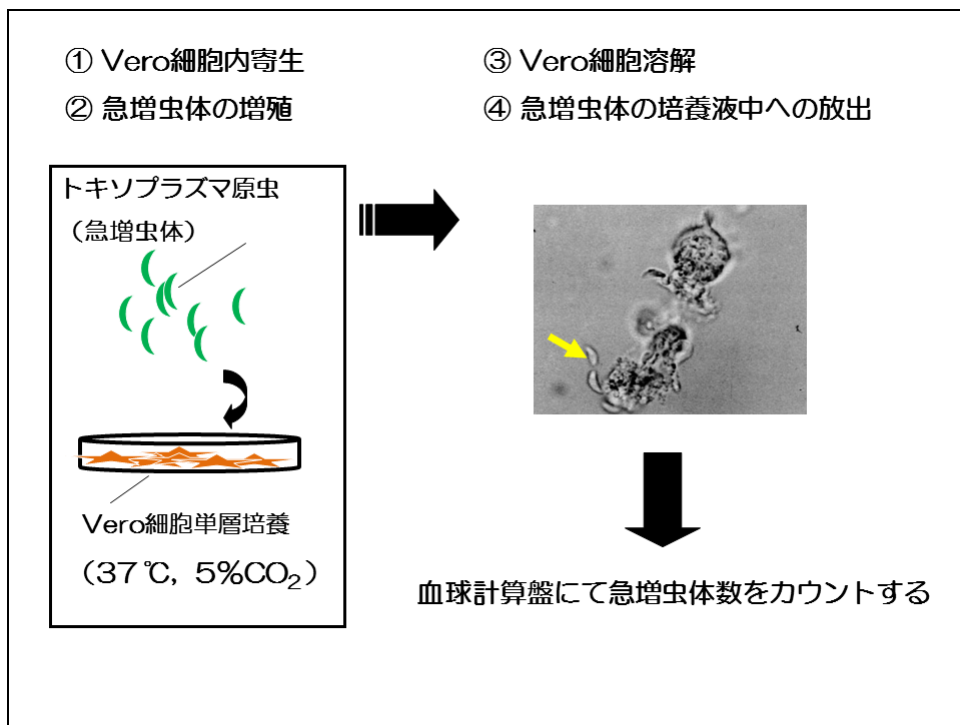 ① Vero細胞内寄生
② 急増虫体の増殖
③ Vero細胞溶解
④ 急増虫体の培養液中への放出
トキソプラズマ原虫
（急増虫体）
Vero細胞単層培養
（37℃, 5%CO₂）
血球計算盤にて急増虫体数をカウントする